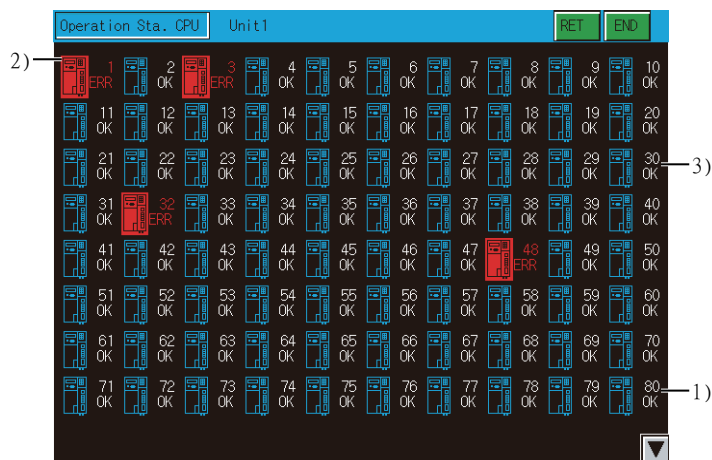 Operation Sta. CPU Unit1 RET END
2) 1 2 3 4 5 6 7 8 9 10
ERR OK ERR OK OK OK OK OK OK OK
11 12 13 14 15 16 17 18 19 20
OK OK OK OK OK OK OK OK OK OK
21 22 23 24 25 26 27 28 29 30 3)
OK OK OK OK OK OK OK OK OK OK
31 32 33 34 35 36 37 38 39 40
OK ERR OK OK OK OK OK OK OK OK
41 42 43 44 45 46 47 48 49 50
OK OK OK OK OK OK OK ERR OK OK
51 52 53 54 55 56 57 58 59 60
OK OK OK OK OK OK OK OK OK OK
61 62 63 64 65 66 67 68 69 70
OK OK OK OK OK OK OK OK OK OK
71 72 73 74 75 76 77 78 79 80 1)
OK OK OK OK OK OK OK OK OK OK